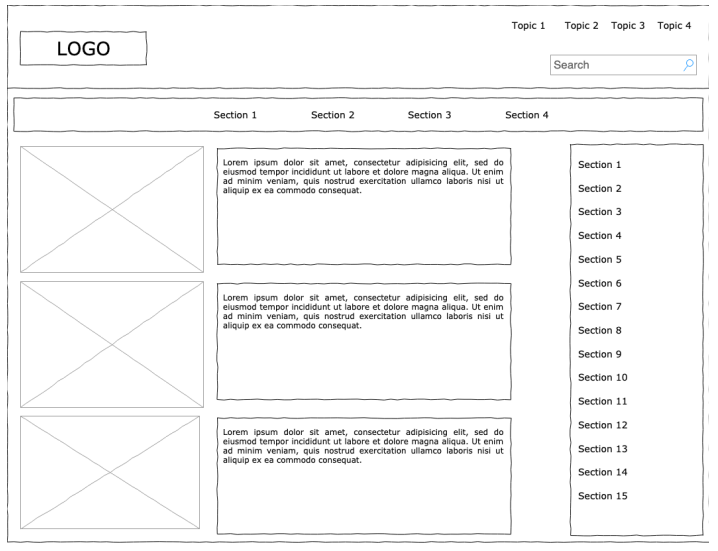 Topic 1 Topic 2 Topic 3 Topic 4
LOGO
Search
Section 1 Section 2 Section 3 Section 4
Lorem ipsum dolor sit amet, consectetur adipisicing elit, sed do
eiusmod tempor incididunt ut labore et dolore magna aliqua. Ut enim
ad minim veniam, quis nostrud exercitation ullamco laboris nisi ut
aliquip ex ea commodo consequat.
Lorem ipsum dolor sit amet, consectetur adipisicing elit, sed do
eiusmod tempor incididunt ut labore et dolore magna aliqua. Ut enim
ad minim veniam, quis nostrud exercitation ullamco laboris nisi ut
aliquip ex ea commodo consequat.
Lorem ipsum dolor sit amet, consectetur adipisicing elit, sed do
eiusmod tempor incididunt ut labore et dolore magna aliqua. Ut enim
ad minim veniam, quis nostrud exercitation ullamco laboris nisi ut
aliquip ex ea commodo consequat.
Section 1
Section 2
Section 3
Section 4
Section 5
Section 6
Section 7
Section 8
Section 9
Section 10
Section 11
Section 12
Section 13
Section 14
Section 15